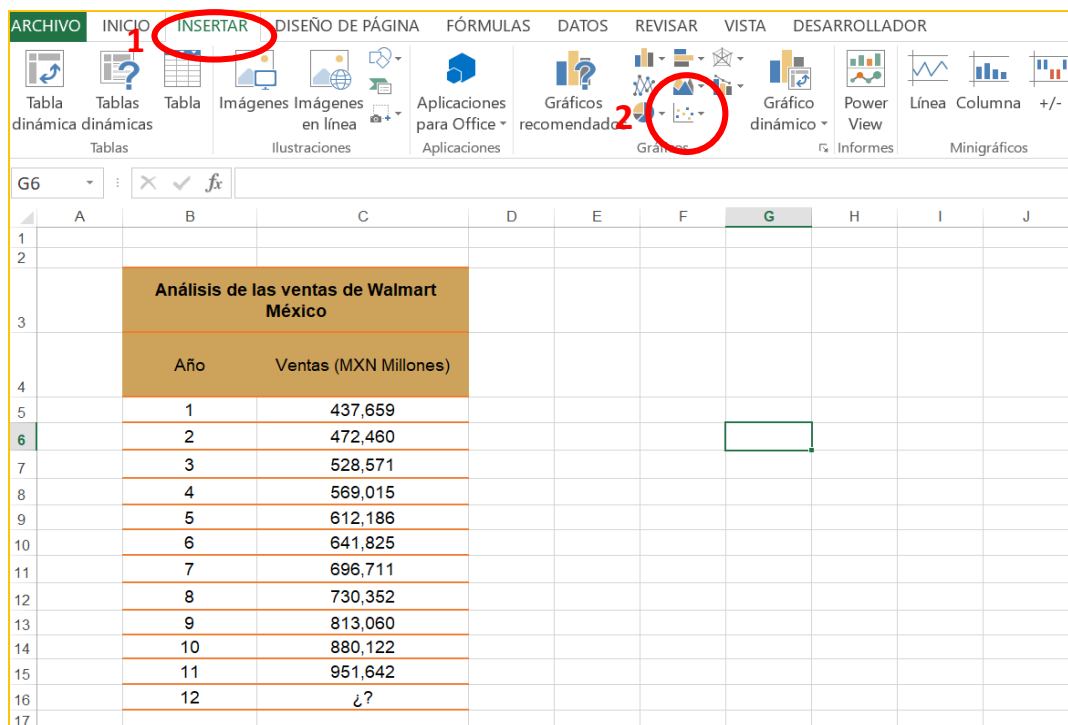 ARCHIVO INICIO INSERTAR DISEÑO DE PÁGINA FÓRMULAS DATOS REVISAR VISTA DESARROLLADOR
1
Tabla dinámica
Tablas dinámicas
Tabla
Imágenes
Imágenes en línea
Aplicaciones para Office
Gráficos recomendados
2
Gráfico dinámico
Power View
Línea
Columna
+/-
Tablas Ilustraciones Aplicaciones Gráficos Informes Minigráficos
G6 fx
A B C D E F G H I J
1
2
3 Análisis de las ventas de Walmart
México
4 Año Ventas (MXN Millones)
5 1 437,659
6 2 472,460
7 3 528,571
8 4 569,015
9 5 612,186
10 6 641,825
11 7 696,711
12 8 730,352
13 9 813,060
14 10 880,122
15 11 951,642
16 12 ¿?
17